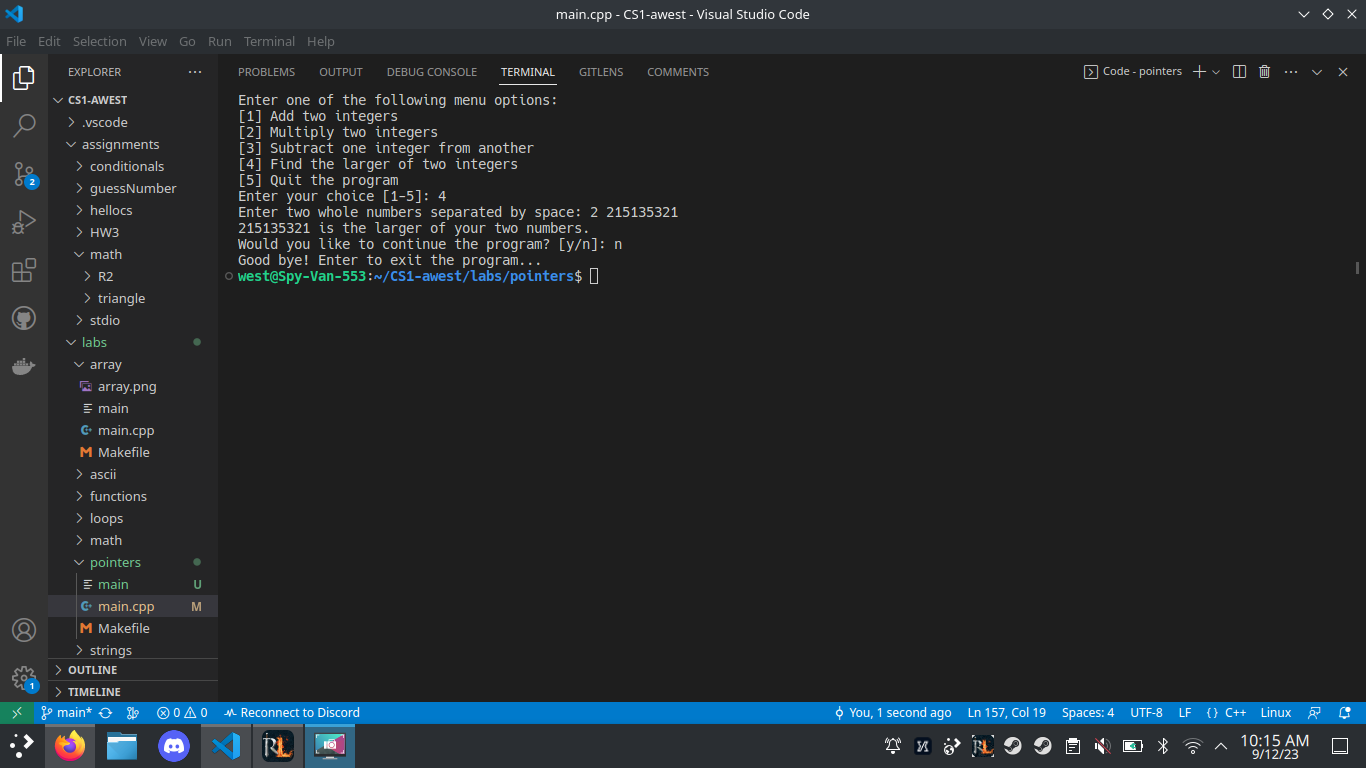 main.cpp - CS1-awest - Visual Studio Code
File Edit Selection View Go Run Terminal Help
EXPLORER
CS1-AWEST
.vscode
assignments
conditionals
guessNumber
hellocs
HW3
math
R2
triangle
stdio
labs
array
array.png
main
main.cpp
Makefile
ascii
functions
loops
math
pointers
main U
main.cpp M
Makefile
strings
OUTLINE
TIMELINE
2
1
PROBLEMS OUTPUT DEBUG CONSOLE TERMINAL GITLENS COMMENTS Code - pointers
Enter one of the following menu options:
[1] Add two integers
[2] Multiply two integers
[3] Subtract one integer from another
[4] Find the larger of two integers
[5] Quit the program
Enter your choice [1-5]: 4
Enter two whole numbers separated by space: 2 215135321
215135321 is the larger of your two numbers.
Would you like to continue the program? [y/n]: n
Good bye! Enter to exit the program...
west@Spy-Van-553:~/CS1-awest/labs/pointers$
main* 0 0 Reconnect to Discord You, 1 second ago Ln 157, Col 19 Spaces: 4 UTF-8 LF {} C++ Linux
RL
10:15 AM
9/12/23